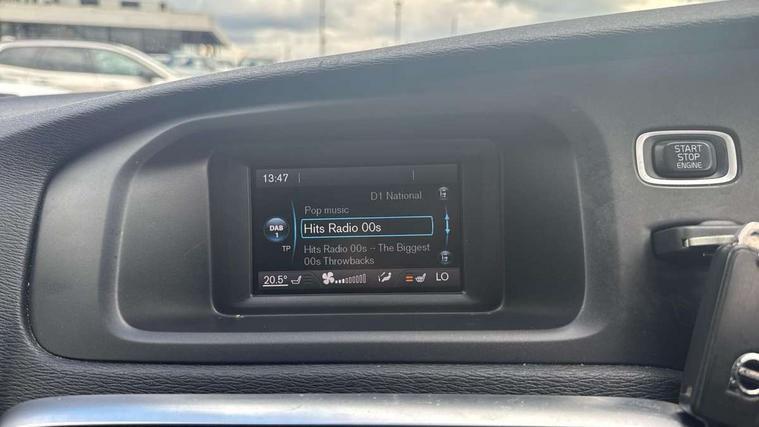 13:47
D1 National
Pop music
DAB
1
Hits Radio 00s
TP
Hits Radio 00s -- The Biggest
00s Throwbacks
20.5° LO
START
STOP
ENGINE